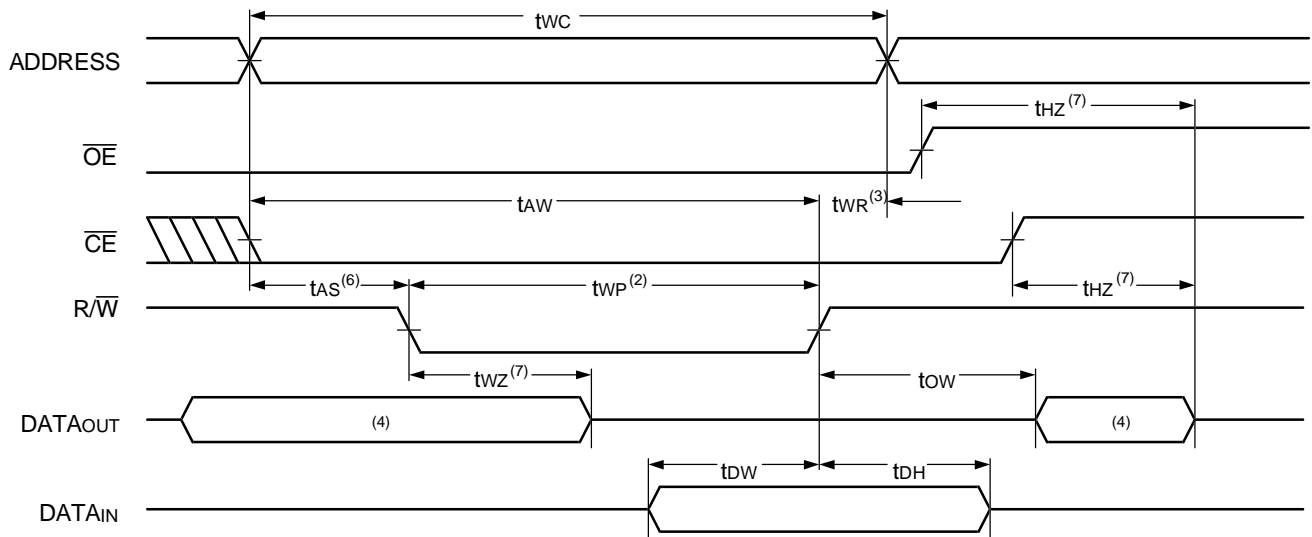 tWC
ADDRESS
tHZ(7)
OE
tAW
tWR(3)
CE
tAS(6)
tWP(2)
tHZ(7)
R/W
tWZ(7)
tOW
DATAOUT
(4)
(4)
tDW
tDH
DATAIN